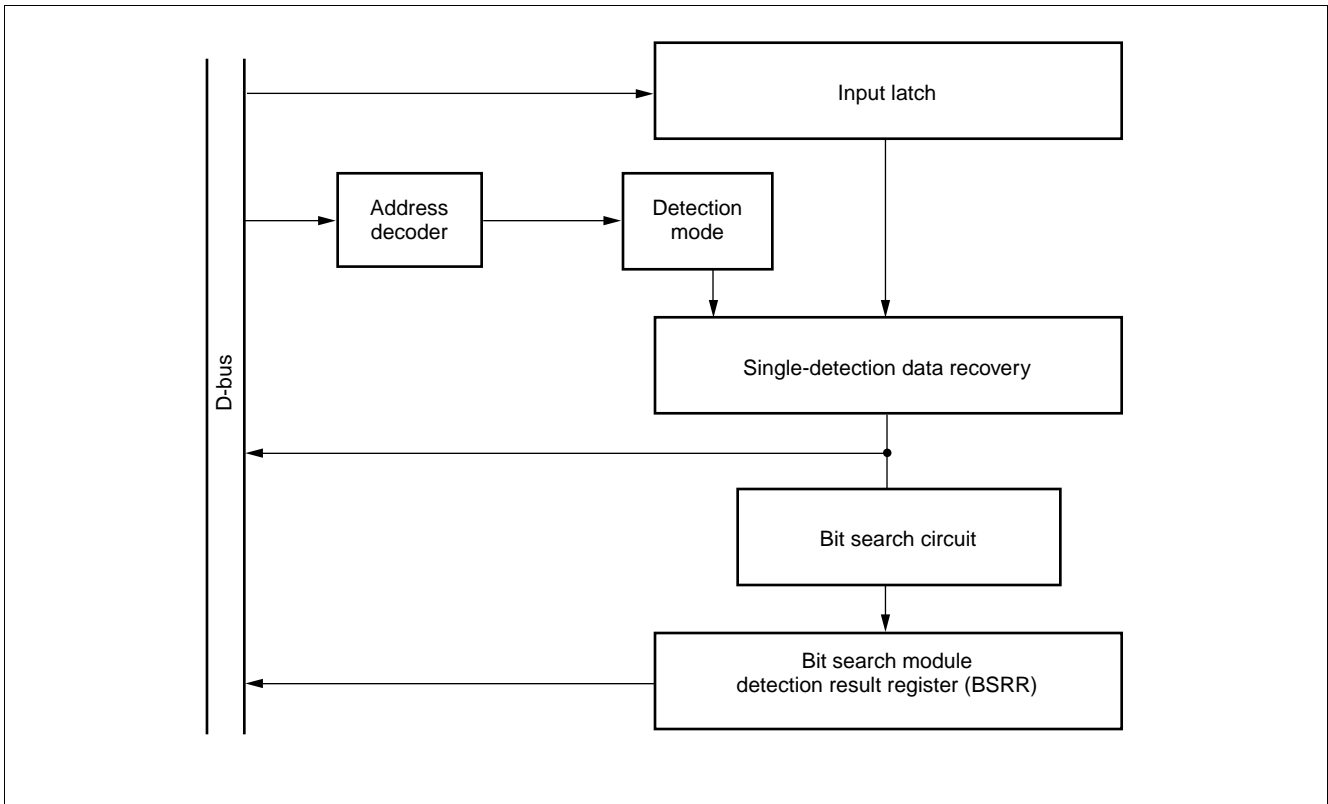 Input latch
Address
decoder
Detection
mode
Single-detection data recovery
D-bus
Bit search circuit
Bit search module
detection result register (BSRR)